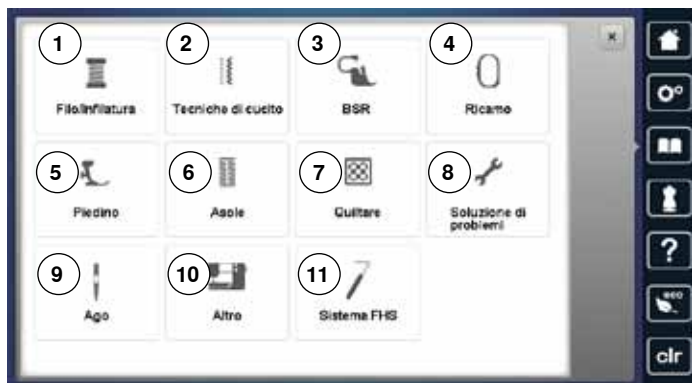 1 2 3 4
Filo/Infilatura Tecniche di cucito BSR Ricamo
5 6 7 8
Piedino Asole Quiltare Soluzione di
problemi
9 10 11
Ago Altro Sistema FHS
?
eco
clr